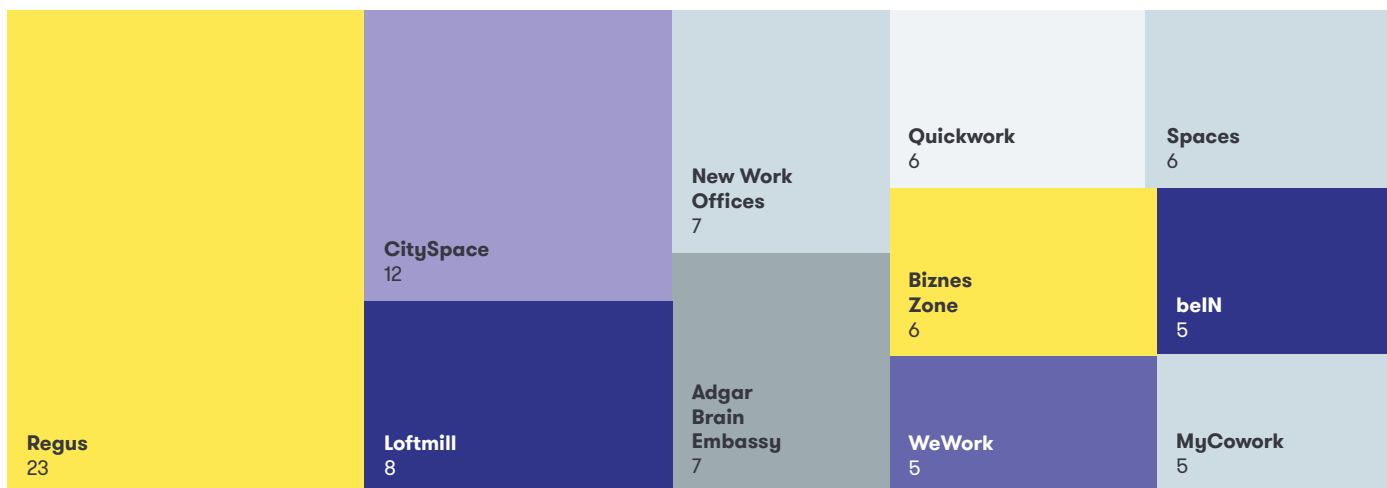 Regus
23
CitySpace
12
Loftmill
8
New Work
Offices
7
Adgar
Brain
Embassy
7
Quickwork
6
Spaces
6
Biznes
Zone
6
beIN
5
WeWork
5
MyCowork
5